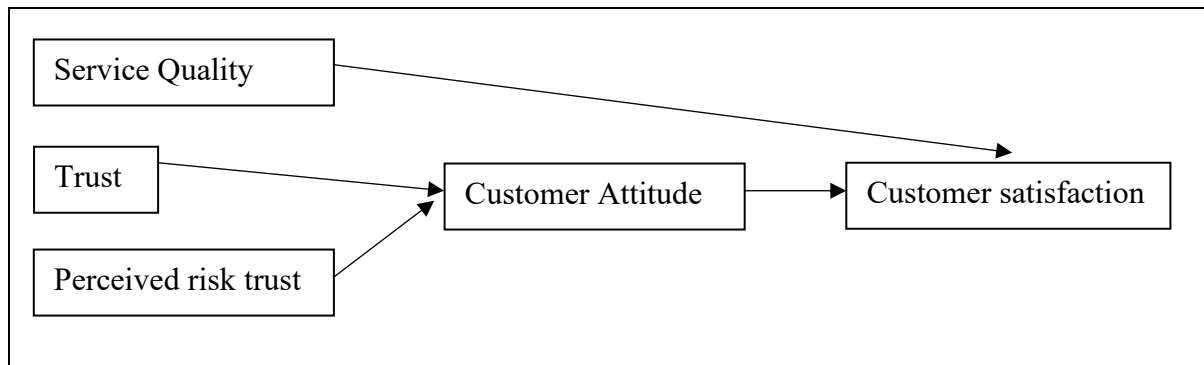 Service Quality
Trust
Perceived risk trust
Customer Attitude
Customer satisfaction